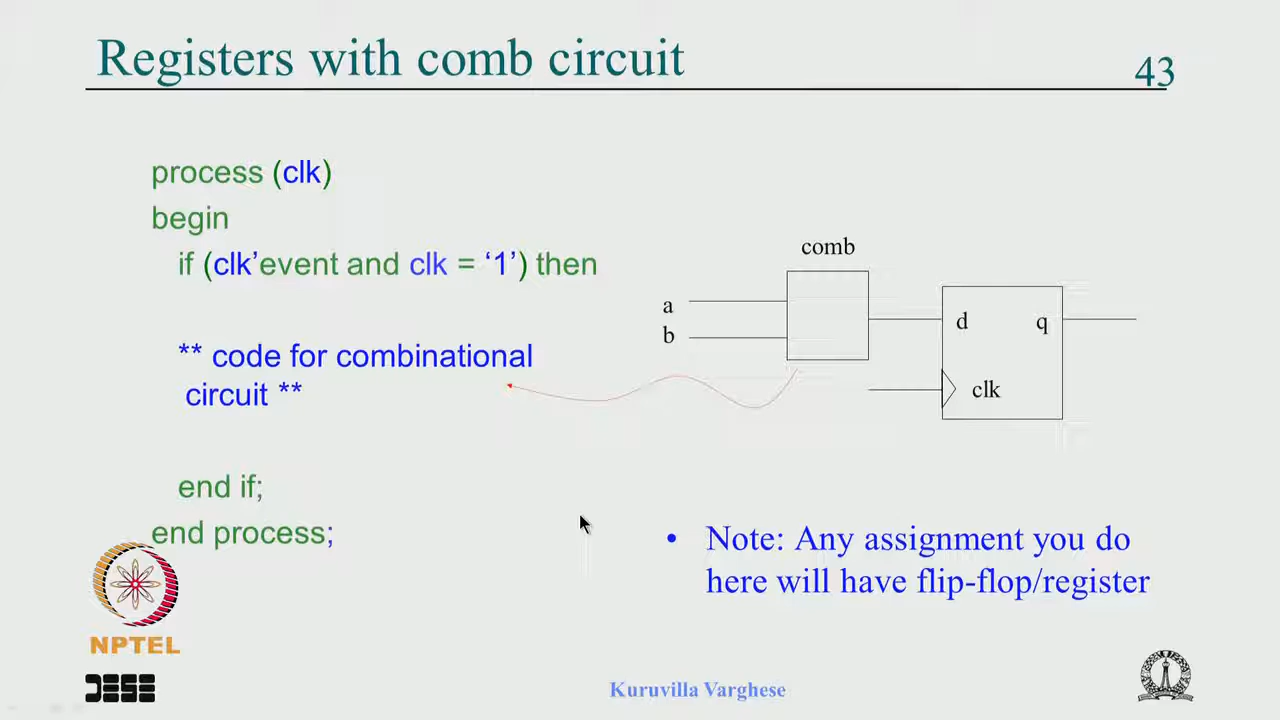 Registers with comb circuit
43
process (clk)
begin
if (clk’event and clk = ‘1’) then
** code for combinational
circuit **
end if;
end process;
comb
a
b
d q
clk
• Note: Any assignment you do
here will have flip-flop/register
NPTEL
DESE
Kuruvilla Varghese